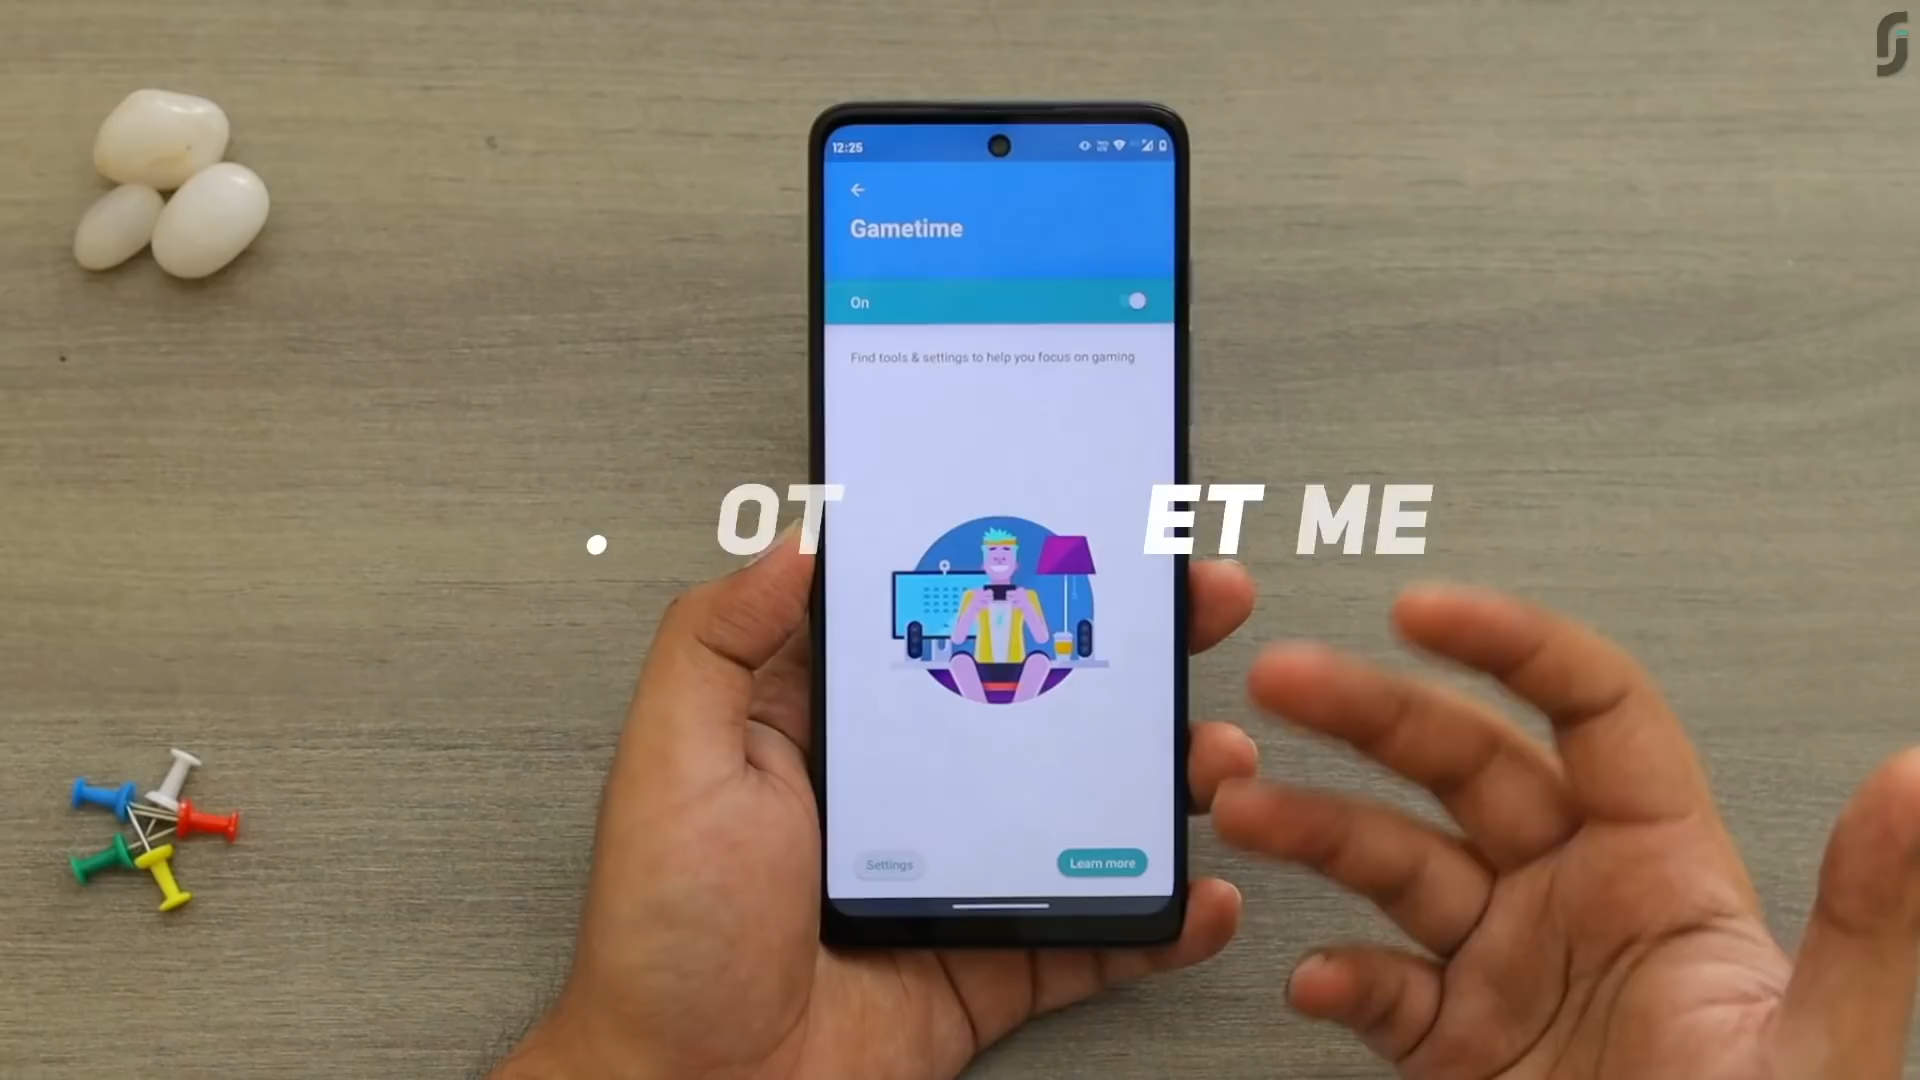 12:25
Gametime
On
Find tools & settings to help you focus on gaming
. OT ET ME
Settings Learn more